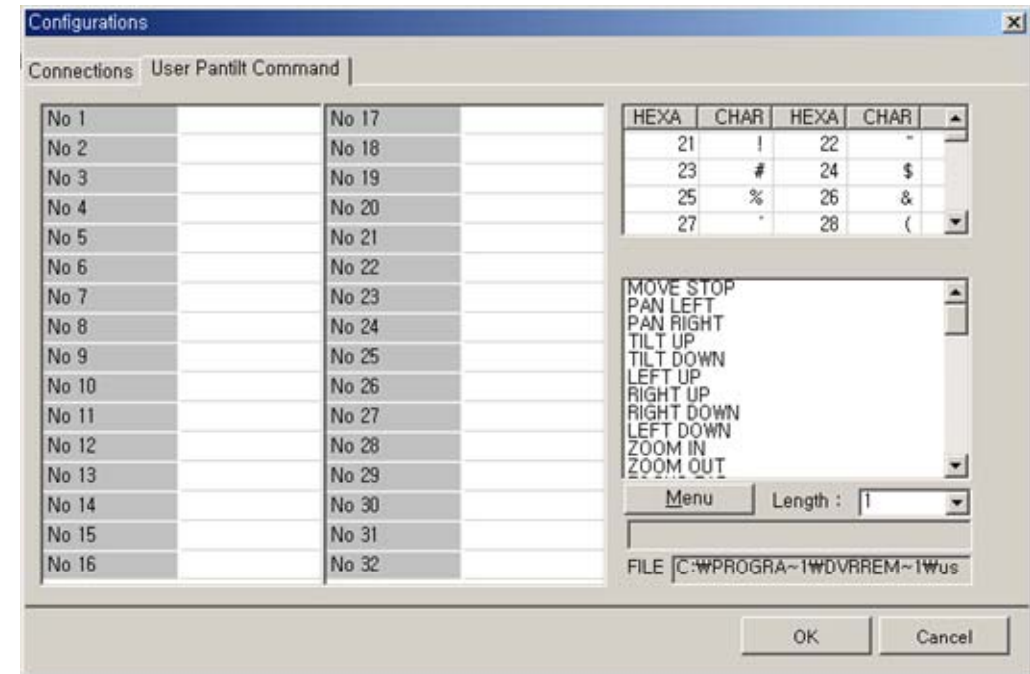 Configurations
Connections User Pantilt Command
No 1 No 17
No 2 No 18
No 3 No 19
No 4 No 20
No 5 No 21
No 6 No 22
No 7 No 23
No 8 No 24
No 9 No 25
No 10 No 26
No 11 No 27
No 12 No 28
No 13 No 29
No 14 No 30
No 15 No 31
No 16 No 32
HEXA CHAR HEXA CHAR
21 ! 22 "
23 # 24 $
25 % 26 &
27 ' 28 (
MOVE STOP
PAN LEFT
PAN RIGHT
TILT UP
TILT DOWN
LEFT UP
RIGHT UP
RIGHT DOWN
LEFT DOWN
ZOOM IN
ZOOM OUT
Menu Length : 1
FILE C:₩PROGRA~1₩DVRREM~1₩us
OK Cancel